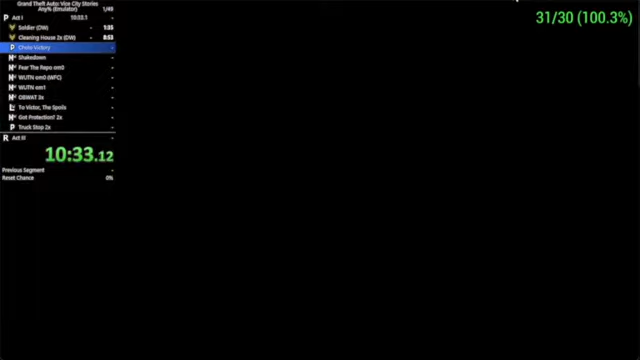 Grand Theft Auto: Vice City Stories
Any% (Emulator) 1/40
P Act I 10:33.1
Soldier (DW) - 1:35
Cleaning House 2x (DW) - 8:53
P Cholo Victory -
Shakedown -
Fear The Repo om0 -
WUTN om0 (WFC) -
WUTN om1 -
OBWAT 2x -
To Victor, The Spoils -
Got Protection? 2x -
P Truck Stop 2x -
R Act III -
10:33.12
Previous Segment -
Reset Chance 0%
31/30 (100.3%)